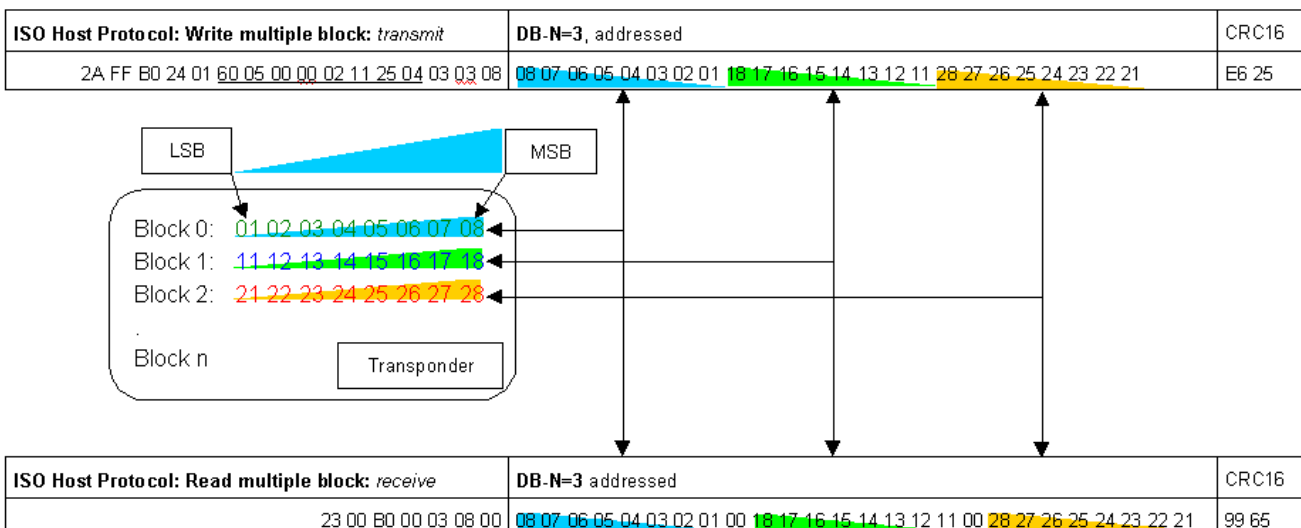 ISO Host Protocol: Write multiple block: transmit DB-N=3, addressed CRC16
2A FF B0 24 01 60 05 00 00 02 11 25 04 03 03 08 08 07 06 05 04 03 02 01 18 17 16 15 14 13 12 11 28 27 26 25 24 23 22 21 E6 25
LSB MSB
Block 0: 01 02 03 04 05 06 07 08
Block 1: 11 12 13 14 15 16 17 18
Block 2: 21 22 23 24 25 26 27 28
.
Block n
Transponder
ISO Host Protocol: Read multiple block: receive DB-N=3 addressed CRC16
23 00 B0 00 03 08 00 08 07 06 05 04 03 02 01 00 18 17 16 15 14 13 12 11 00 28 27 26 25 24 23 22 21 99 65